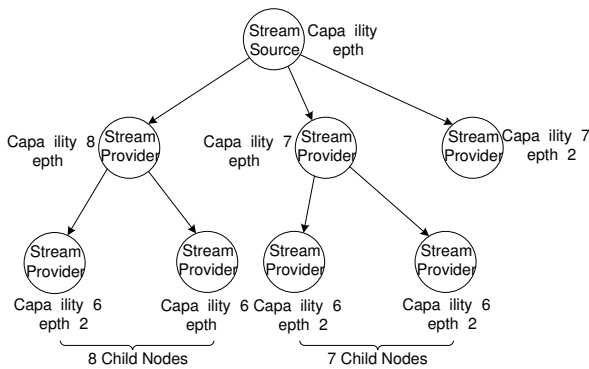 Stream
Source
Capa ility
epth
Capa ility 8
epth
Stream
Provider
Capa ility 7
epth
Stream
Provider
Stream
Provider
Capa ility 7
epth 2
Stream
Provider
Capa ility 6
epth 2
Stream
Provider
Capa ility 6
epth
Stream
Provider
Capa ility 6
epth 2
Stream
Provider
Capa ility 6
epth 2
8 Child Nodes
7 Child Nodes